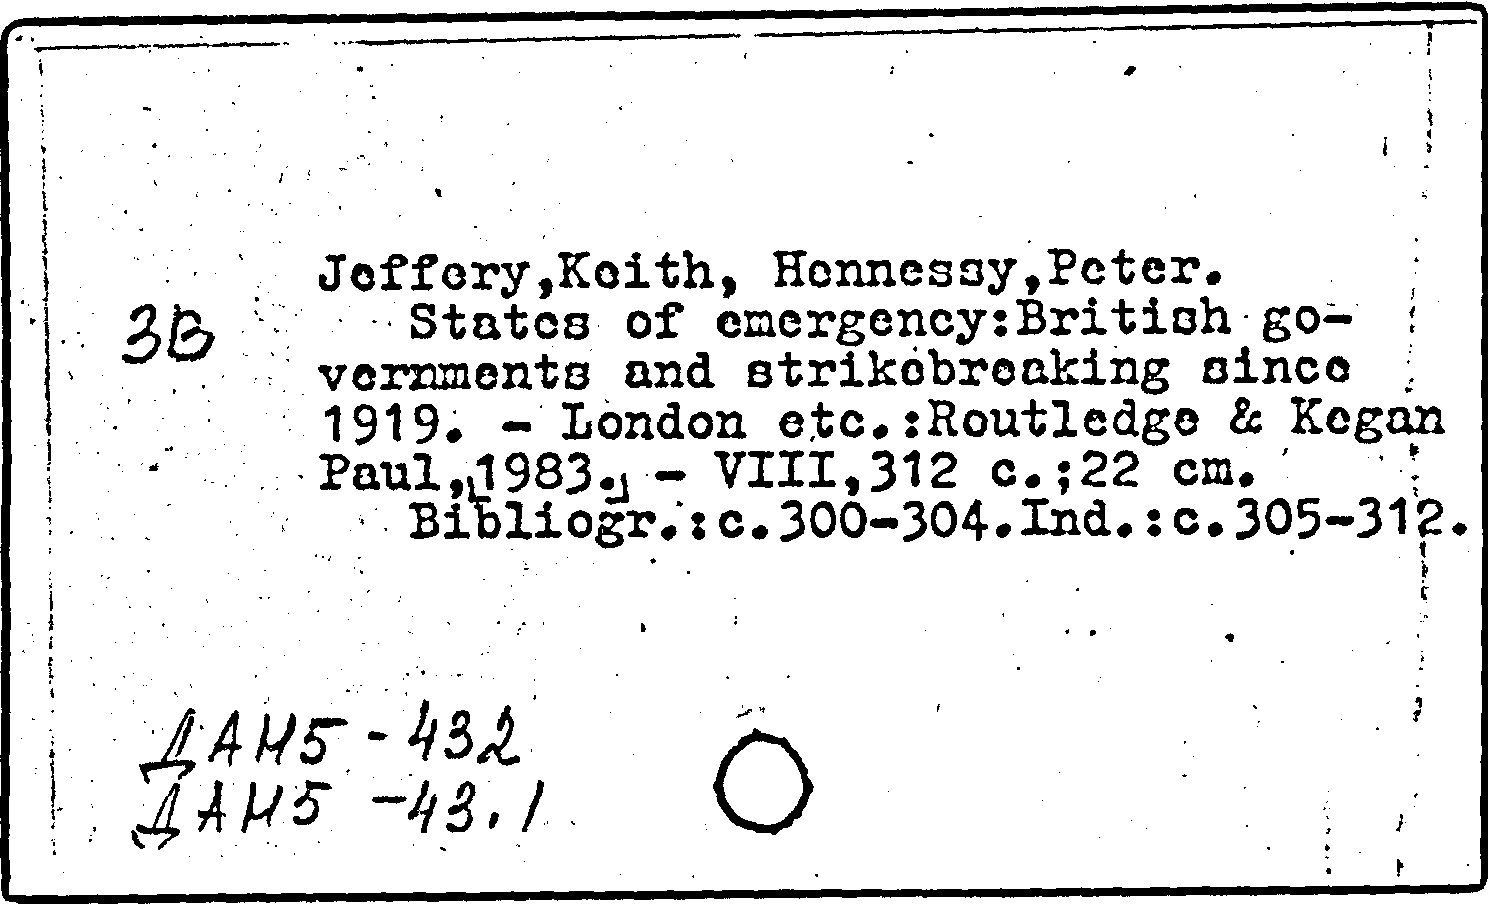 Jeffery,Keith, Hennessy,Peter.
States of emergency:British go-
vernments and strikebreaking since
1919. - London etc.:Routledge & Kegan
Paul,[1983.] - VIII,312 c.;22 cm.
Bibliogr.:c.300-304.Ind.:c.305-312.
ЗВ
ДАН5-432
ДАН5-43.1